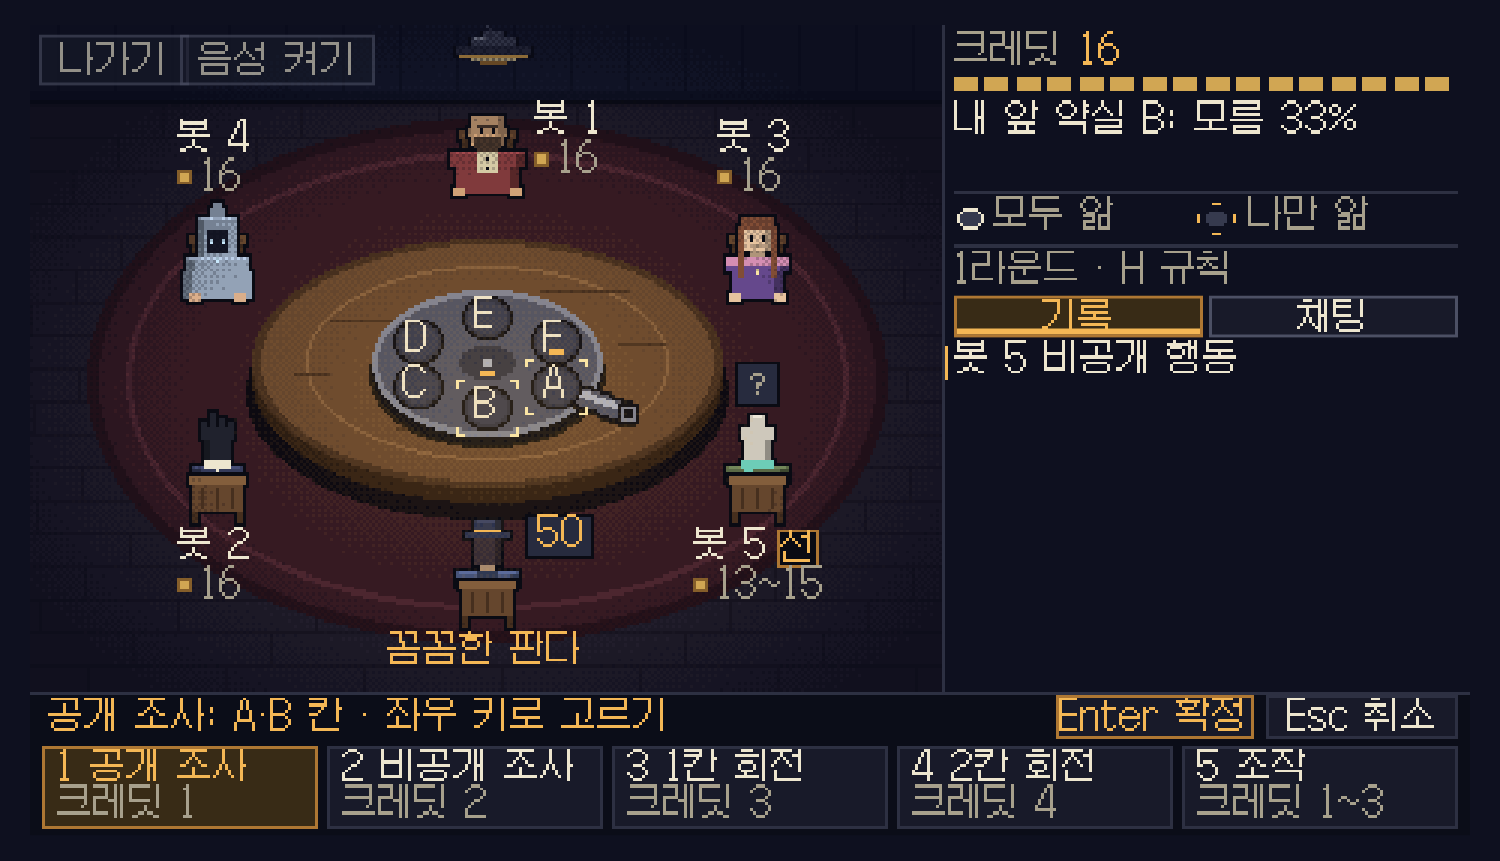 나가기 음성 켜기
봇 4
16
봇 1
16
봇 3
16
E
D
F
C
A
B
?
봇 2
16
50
봇 5 선
13~15
꼼꼼한 판다
크레딧 16
내 앞 약실 B: 모름 33%
모두 앎 나만 앎
1라운드 · H 규칙
기록 채팅
봇 5 비공개 행동
공개 조사: A·B 칸 · 좌우 키로 고르기
Enter 확정 Esc 취소
1 공개 조사
크레딧 1
2 비공개 조사
크레딧 2
3 1칸 회전
크레딧 3
4 2칸 회전
크레딧 4
5 조작
크레딧 1~3